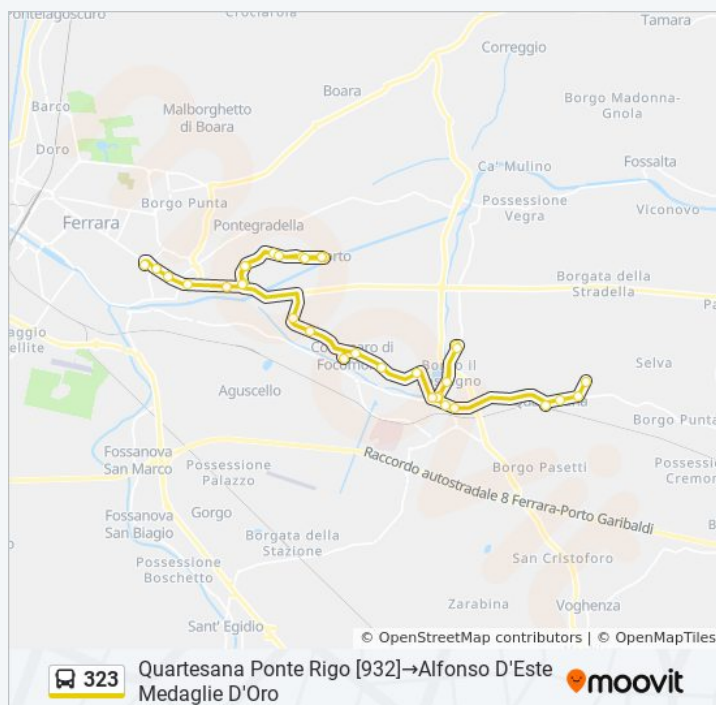 Pontelagoscuro
Crociarola
Tamara
Correggio
Barco
Boara
Borgo Madonna-
Gnola
Malborghetto
di Boara
Doro
Ca' Mulino
Fossalta
Borgo Punta
Possessione
Vegra
Viconovo
Ferrara
Pontegradella
Borgata della
Stradella
Selva
Aguscello
Borgo Punta
Fossanova
San Marco
Possessione
Palazzo
Borgo Pasetti
Possessione
Raccordo autostradale 8 Ferrara-Porto Garibaldi
Gorgo
Fossanova
San Biagio
Borgata della
Stazione
San Cristoforo
Possessione
Boschetto
Zarabina
Voghenza
Sant' Egidio
© OpenStreetMap contributors | © OpenMapTiles
323
Quartesana Ponte Rigo [932]→Alfonso D'Este
Medaglie D'Oro
moovit